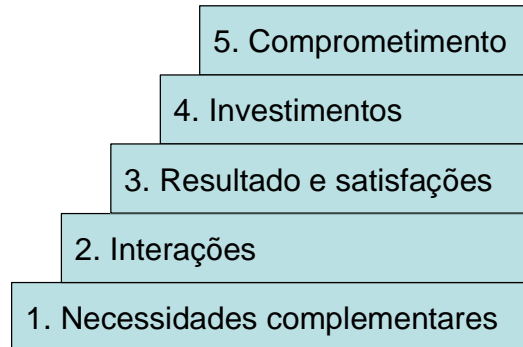 5. Comprometimento
4. Investimentos
3. Resultado e satisfações
2. Interações
1. Necessidades complementares